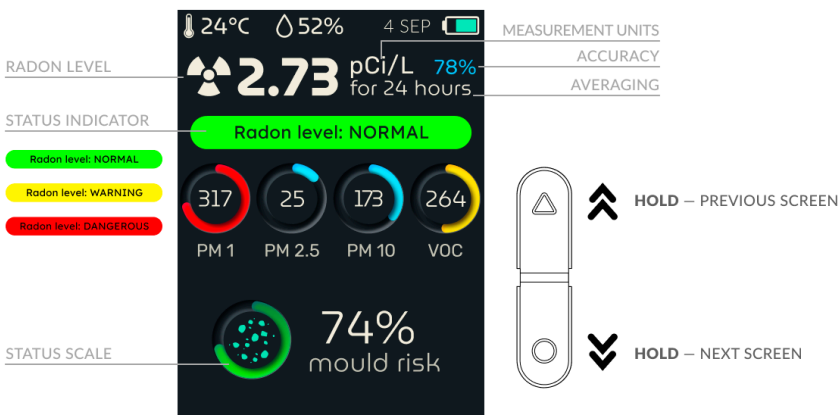 24°C 52% 4 SEP
MEASUREMENT UNITS
ACCURACY
AVERAGING
RADON LEVEL
2.73 pCi/L 78%
for 24 hours
STATUS INDICATOR
Radon level: NORMAL
Radon level: NORMAL
Radon level: WARNING
Radon level: DANGEROUS
317 25 173 264
PM 1 PM 2.5 PM 10 VOC
HOLD – PREVIOUS SCREEN
74%
mould risk
STATUS SCALE
HOLD – NEXT SCREEN